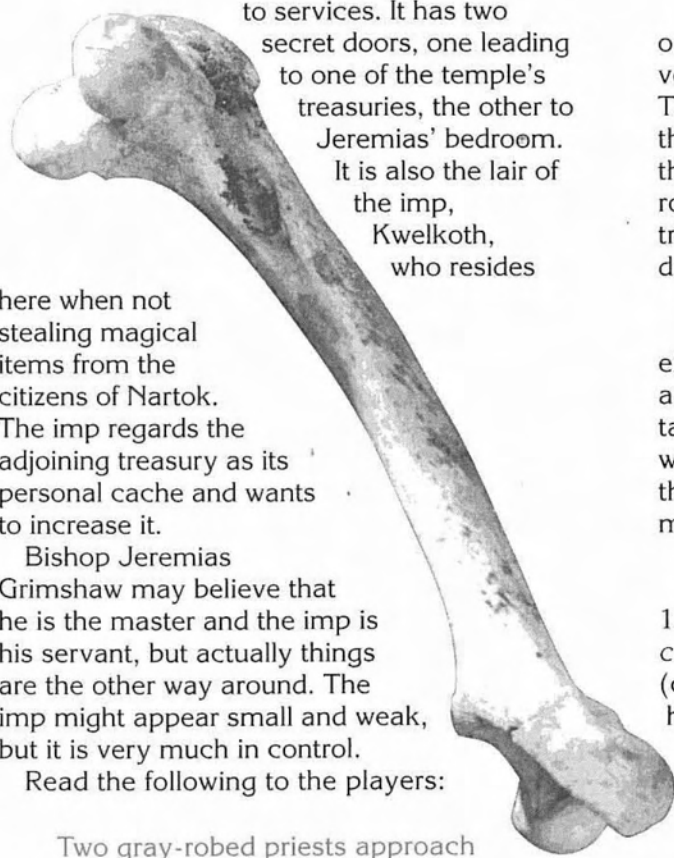 to services. It has two
secret doors, one leading
to one of the temple's
treasuries, the other to
Jeremias' bedroom.
It is also the lair of
the imp,
Kwelkoth,
who resides
here when not
stealing magical
items from the
citizens of Nartok.
The imp regards the
adjoining treasury as its
personal cache and wants
to increase it.
Bishop Jeremias
Grimshaw may believe that
he is the master and the imp is
his servant, but actually things
are the other way around. The
imp might appear small and weak,
but it is very much in control.
Read the following to the players:
Two gray-robed priests approach